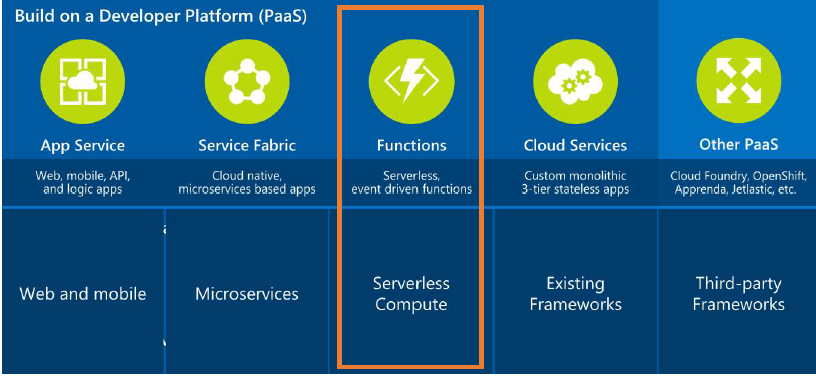 Build on a Developer Platform (PaaS)
App Service
Service Fabric
Functions
Cloud Services
Other PaaS
Web, mobile, API,
and logic apps
Cloud native,
microservices based apps
Serverless,
event driven functions
Custom monolithic
3-tier stateless apps
Cloud Foundry, OpenShift,
Apprenda, Jetlastic, etc.
Web and mobile
Microservices
Serverless
Compute
Existing
Frameworks
Third-party
Frameworks